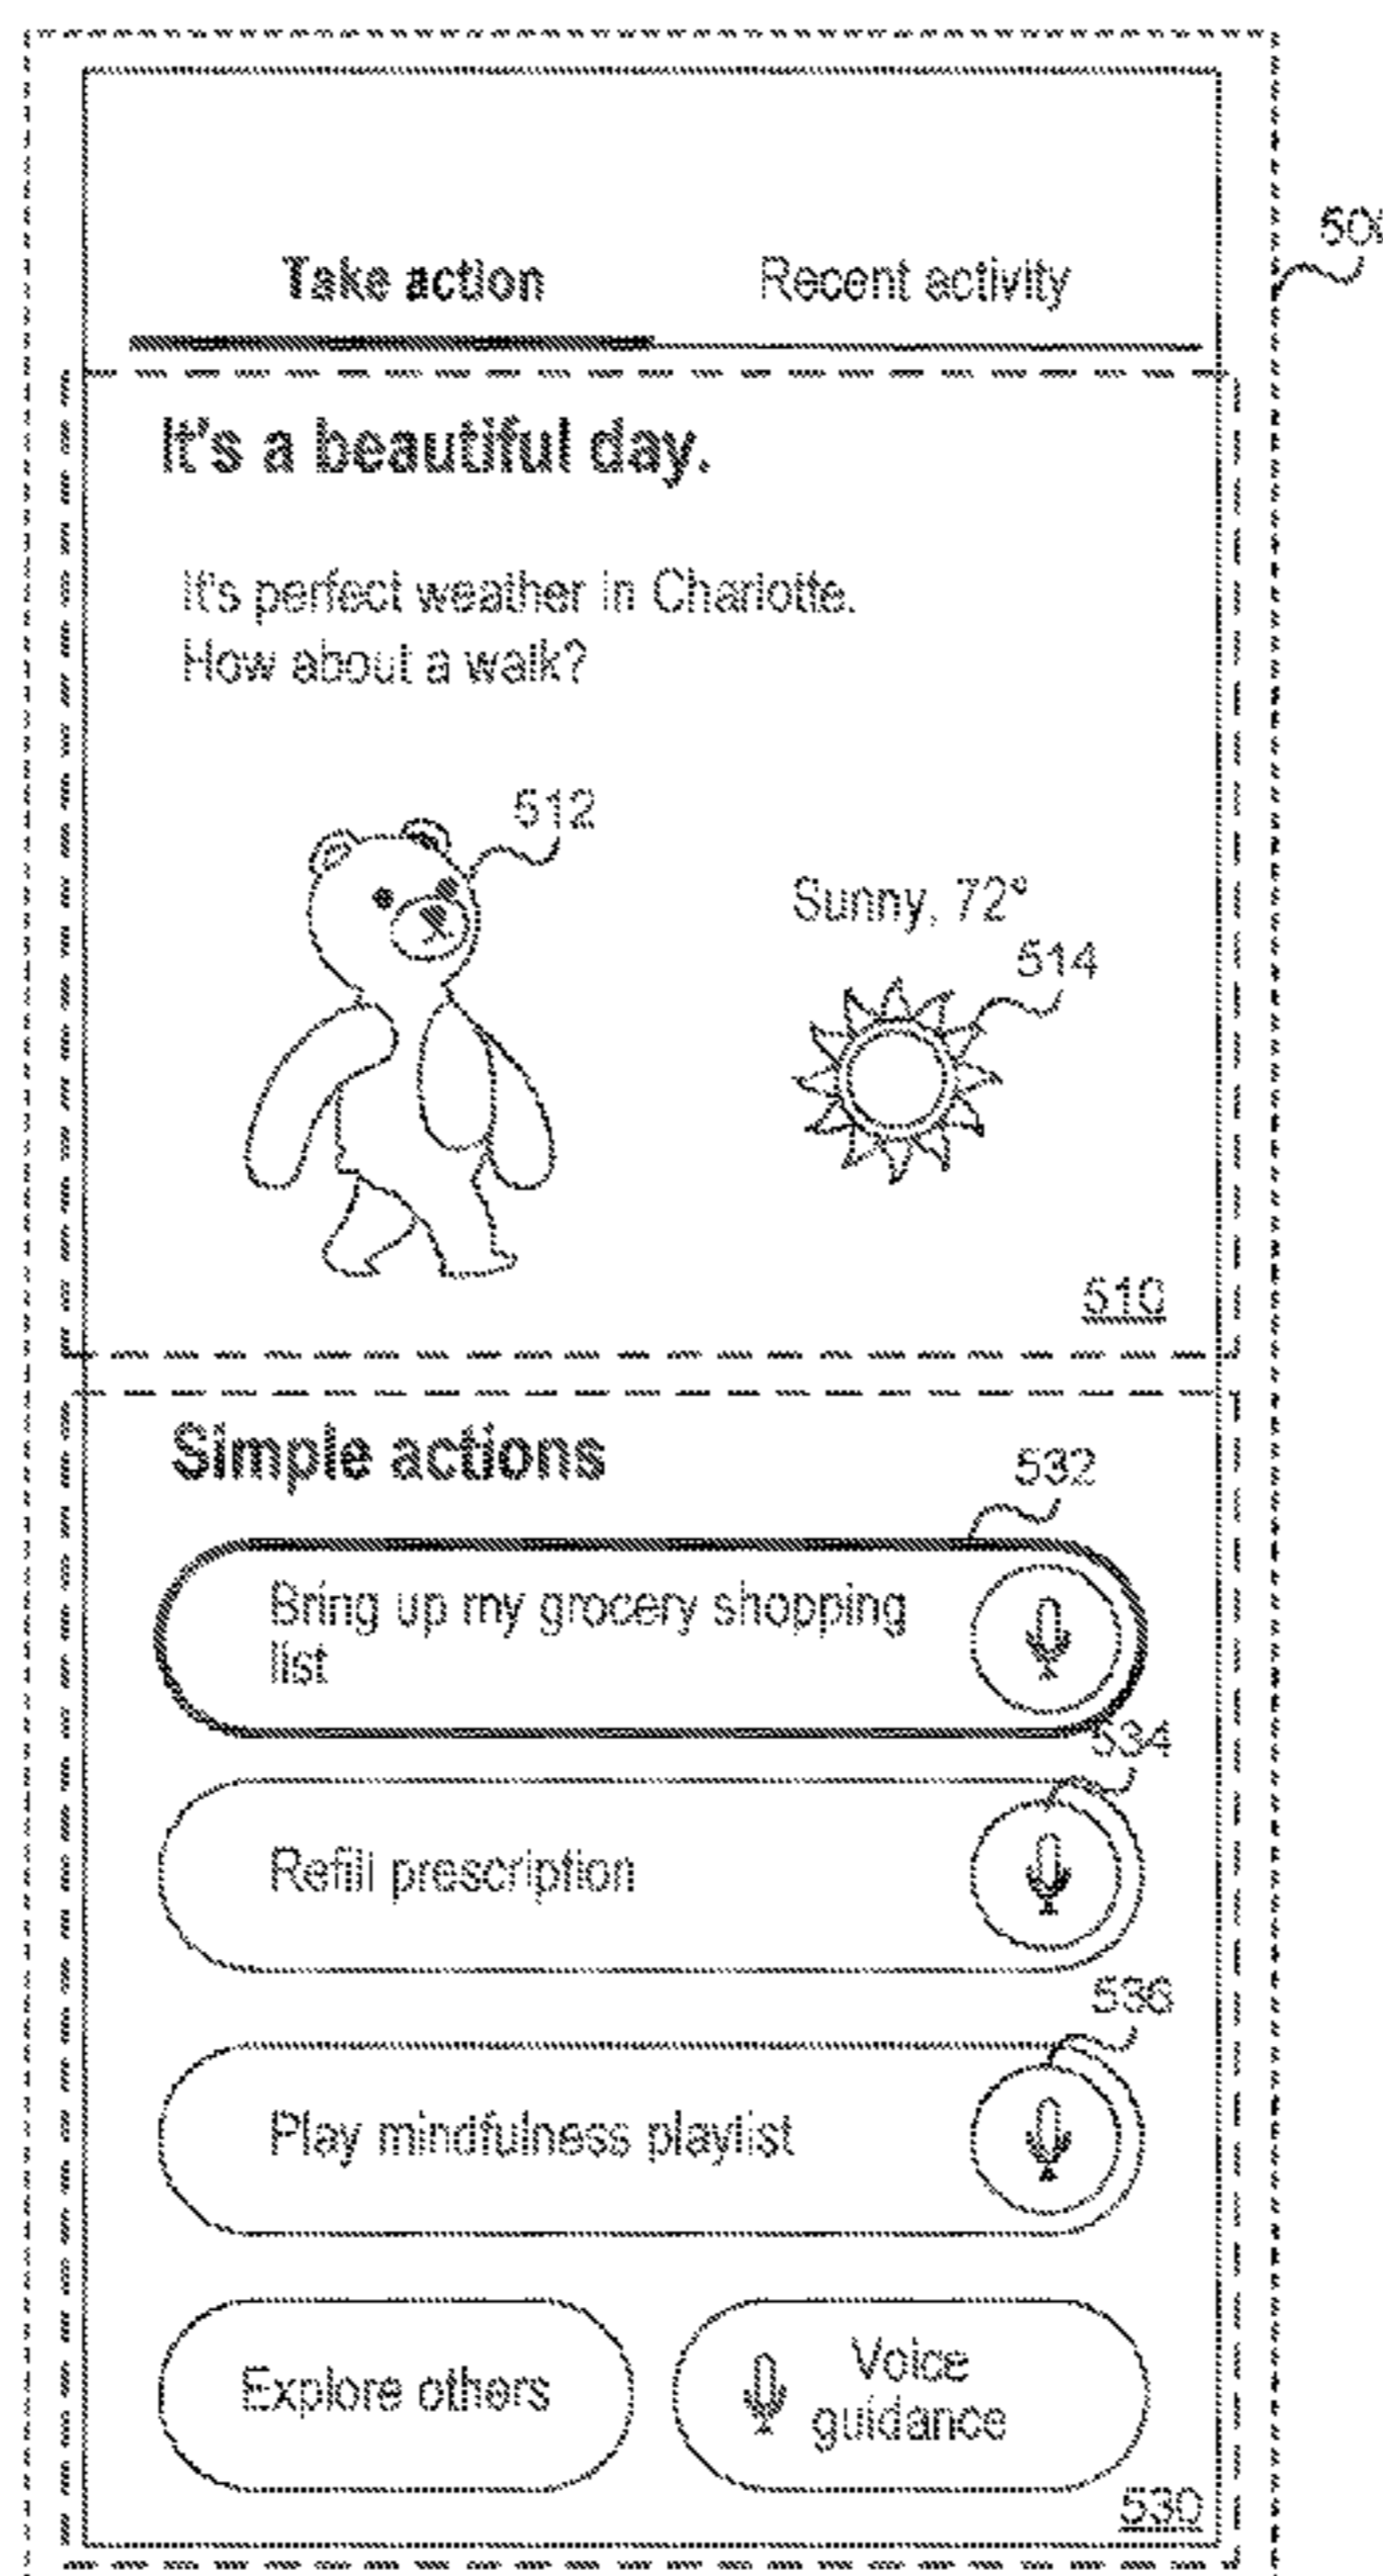 Take action Recent activity
It's a beautiful day.
It's perfect weather in Charlotte.
How about a walk?
512
Sunny, 72°
514
510
Simple actions
532
Bring up my grocery shopping
list
534
Refill prescription
536
Play mindfulness playlist
Explore others
Voice
guidance
530